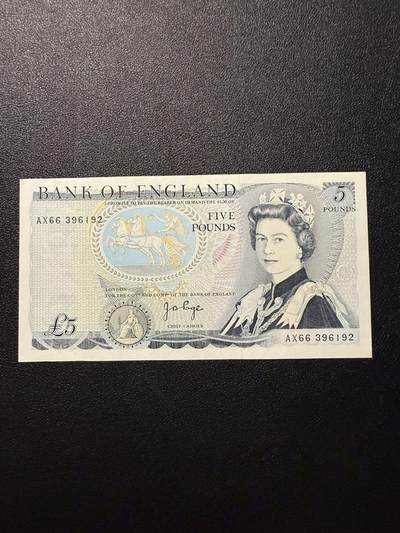 I PROMISE TO PAY THE BEARER ON DEMAND THE SUM OF
BANK OF ENGLAND
5
POUNDS
AX66 396192
FIVE
POUNDS
LONDON
FOR THE GOVR AND COMPA OF THE BANK OF ENGLAND
£5
CHIEF CASHIER
AX66 396192